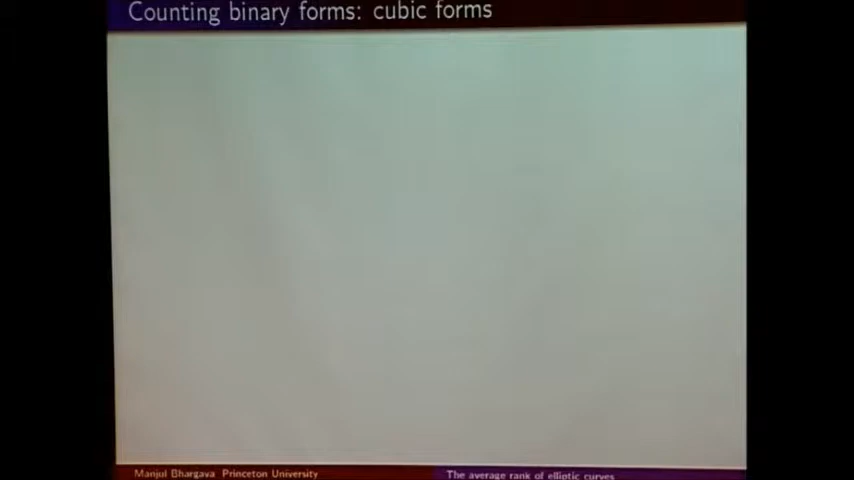 Counting binary forms: cubic forms
Manjul Bhargava Princeton University
The average rank of elliptic curves